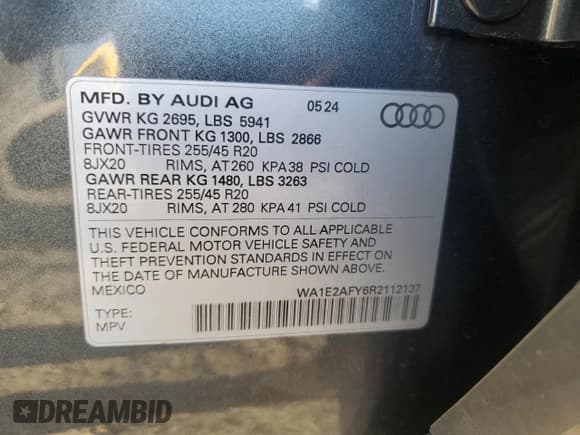 MFD. BY AUDI AG 05 24
GVWR KG 2695, LBS 5941
GAWR FRONT KG 1300, LBS 2866
FRONT-TIRES 255/45 R20
8JX20 RIMS, AT 260 KPA 38 PSI COLD
GAWR REAR KG 1480, LBS 3263
REAR-TIRES 255/45 R20
8JX20 RIMS, AT 280 KPA 41 PSI COLD
THIS VEHICLE CONFORMS TO ALL APPLICABLE
U.S. FEDERAL MOTOR VEHICLE SAFETY AND
THEFT PREVENTION STANDARDS IN EFFECT ON
THE DATE OF MANUFACTURE SHOWN ABOVE.
MEXICO WA1E2AFY6R2112137
TYPE:
MPV
DREAMBID